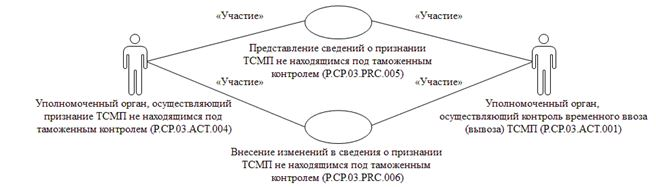 «Участие»
«Участие»
Представление сведений о признании
ТСМП не находящимся под таможенным
контролем (P.CP.03.PRC.005)
«Участие»
«Участие»
Уполномоченный орган, осуществляющий
признание ТСМП не находящимся под
таможенным контролем (P.CP.03.ACT.004)
Уполномоченный орган,
осуществляющий контроль временного ввоза
(вывоза) ТСМП (P.CP.03.ACT.001)
Внесение изменений в сведения о признании
ТСМП не находящимся под таможенным
контролем (P.CP.03.PRC.006)